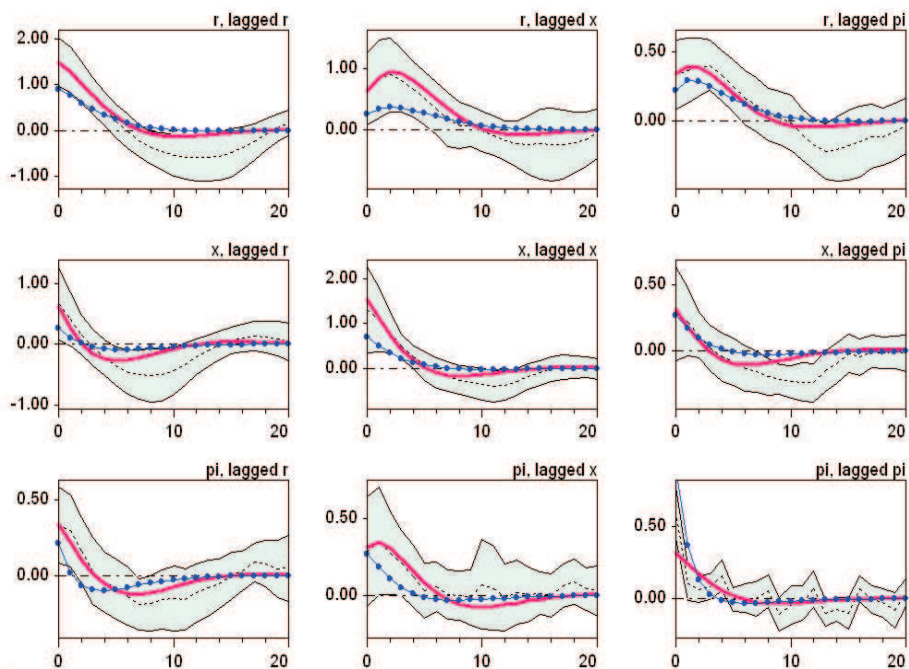 r, lagged r
2.00
1.00
0.00
-1.00
0 10 20
r, lagged x
1.00
0.00
0 10 20
r, lagged pi
0.50
0.00
0 10 20
x, lagged r
1.00
0.00
-1.00
0 10 20
x, lagged x
2.00
1.00
0.00
0 10 20
x, lagged pi
0.50
0.00
0 10 20
pi, lagged r
0.50
0.00
0 10 20
pi, lagged x
0.50
0.00
0 10 20
pi, lagged pi
0.50
0.00
0 10 20